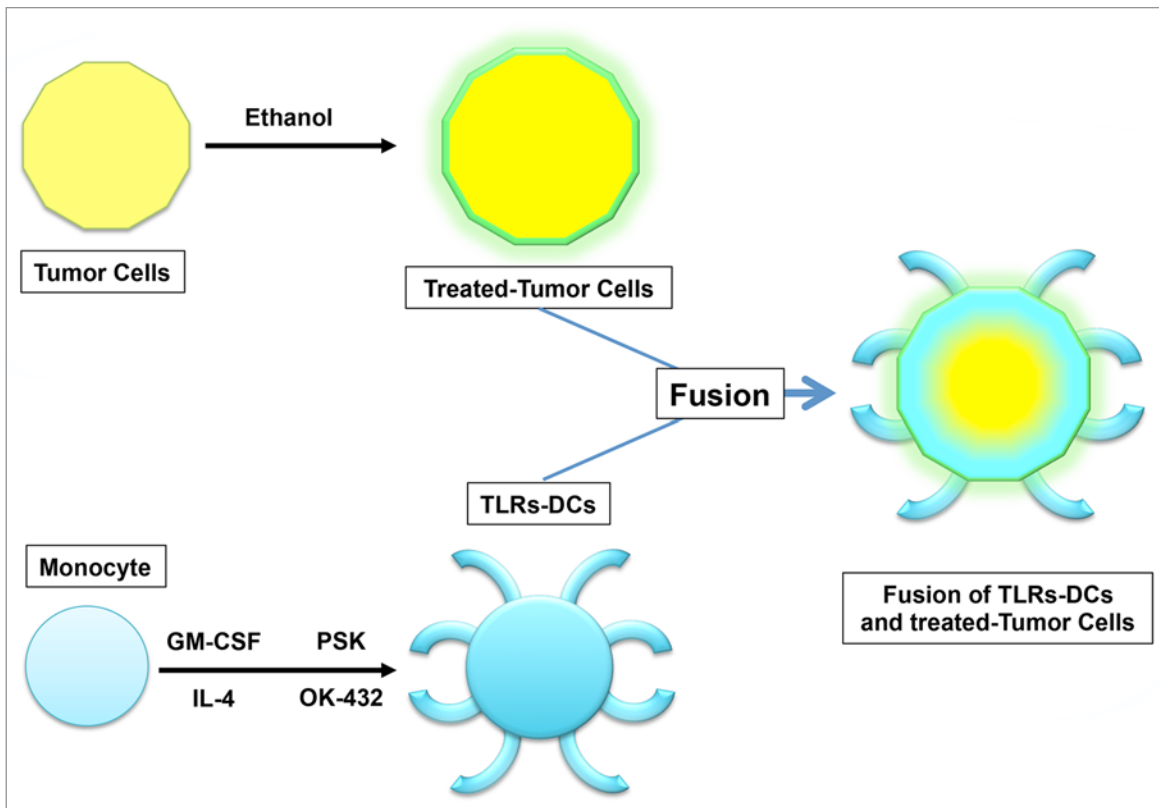 Ethanol
Tumor Cells
Treated-Tumor Cells
Fusion
TLRs-DCs
Monocyte
GM-CSF PSK
IL-4 OK-432
Fusion of TLRs-DCs
and treated-Tumor Cells